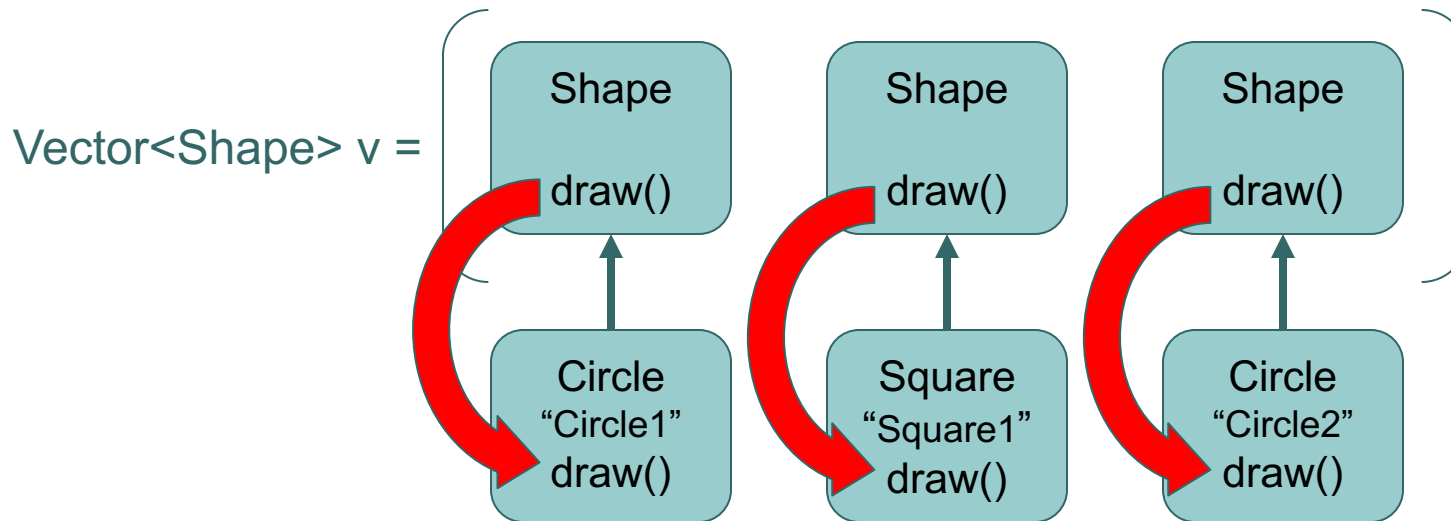 Vector<Shape> v =
Shape
draw()
Shape
draw()
Shape
draw()
Circle
“Circle1”
draw()
Square
“Square1”
draw()
Circle
“Circle2”
draw()